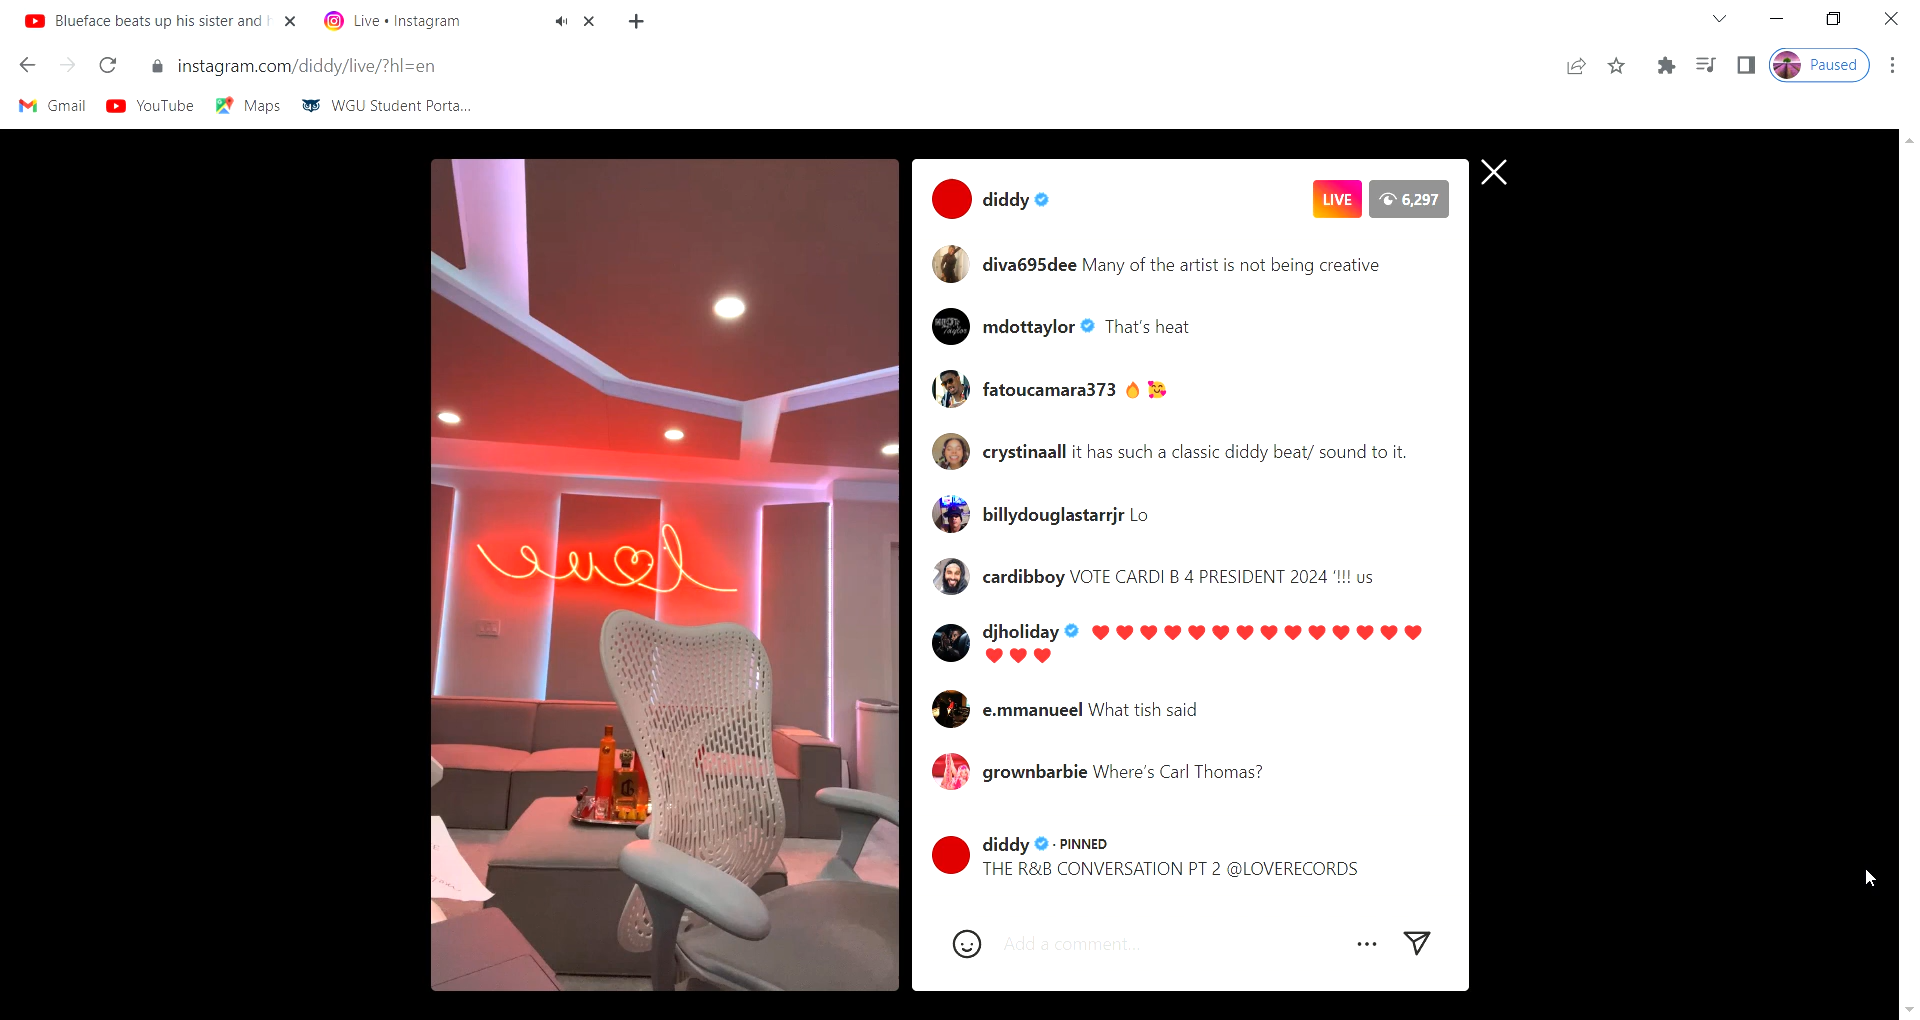 Blueface beats up his sister and h
Live • Instagram
instagram.com/diddy/live/?hl=en
Paused
Gmail
YouTube
Maps
WGU Student Porta...
love
diddy
LIVE
6,297
diva695dee Many of the artist is not being creative
mdottaylor That's heat
fatoucamara373 🔥 🥰
crystinaall it has such a classic diddy beat/ sound to it.
billydouglastarrjr Lo
cardibboy VOTE CARDI B 4 PRESIDENT 2024 '!!! us
djholiday ❤️ ❤️ ❤️ ❤️ ❤️ ❤️ ❤️ ❤️ ❤️ ❤️ ❤️ ❤️ ❤️ ❤️
❤️ ❤️ ❤️
e.mmanueel What tish said
grownbarbie Where's Carl Thomas?
diddy · PINNED
THE R&B CONVERSATION PT 2 @LOVERECORDS
Add a comment...